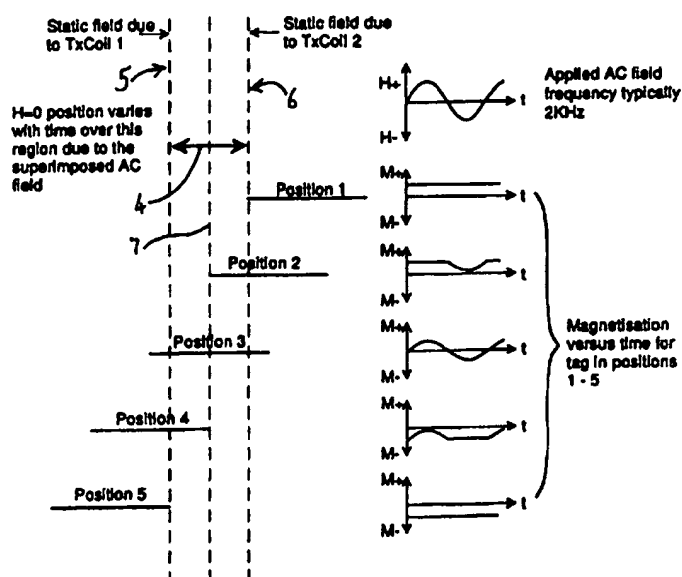 Static field due
to TxCoil 1
Static field due
to TxCoil 2
5
6
H=0 position varies
with time over this
region due to the
superimposed AC
field
4
7
Position 1
Position 2
Position 3
Position 4
Position 5
H+
H-
t
Applied AC field
frequency typically
2KHz
M+
M-
t
M+
M-
t
M+
M-
t
M+
M-
t
M+
M-
t
Magnetisation
versus time for
tag in positions
1 - 5